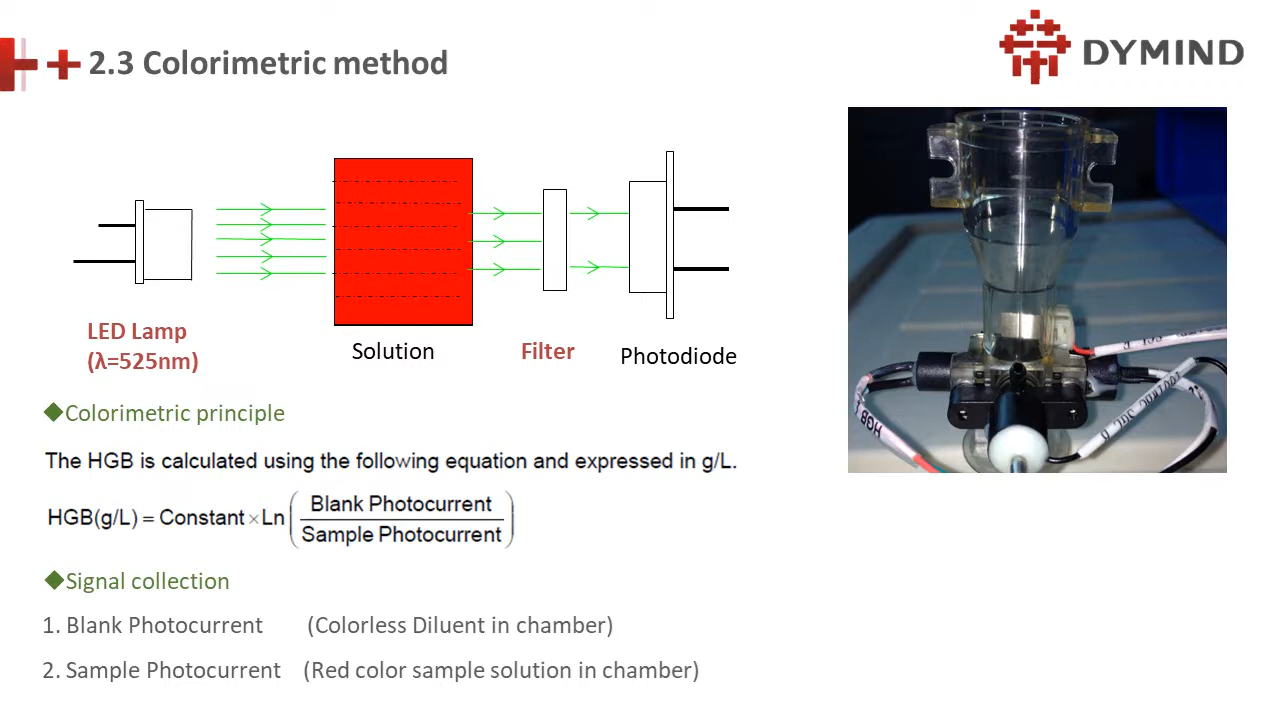 2.3 Colorimetric method
DYMIND
LED Lamp
(λ=525nm)
Solution
Filter
Photodiode
◆Colorimetric principle
The HGB is calculated using the following equation and expressed in g/L.
HGB(g/L) = Constant × Ln ( Blank Photocurrent / Sample Photocurrent )
◆Signal collection
1. Blank Photocurrent (Colorless Diluent in chamber)
2. Sample Photocurrent (Red color sample solution in chamber)
HGB